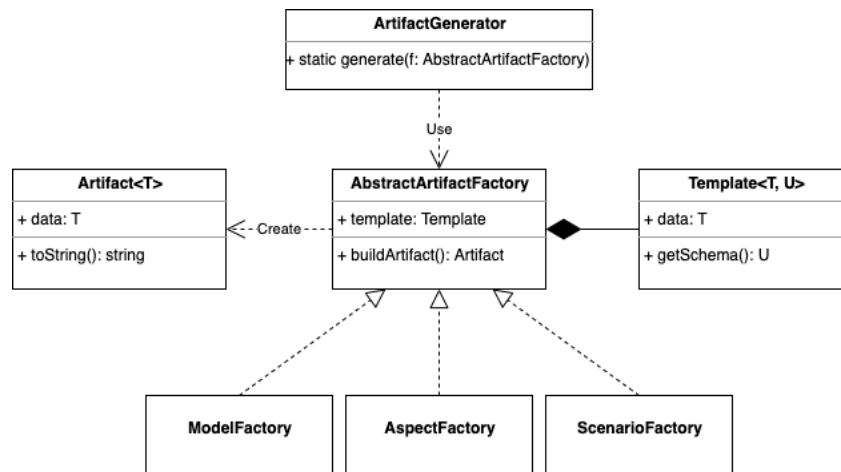 ArtifactGenerator
+ static generate(f: AbstractArtifactFactory)
Use
Artifact<T>
+ data: T
+ toString(): string
Create
AbstractArtifactFactory
+ template: Template
+ buildArtifact(): Artifact
Template<T, U>
+ data: T
+ getSchema(): U
ModelFactory
AspectFactory
ScenarioFactory